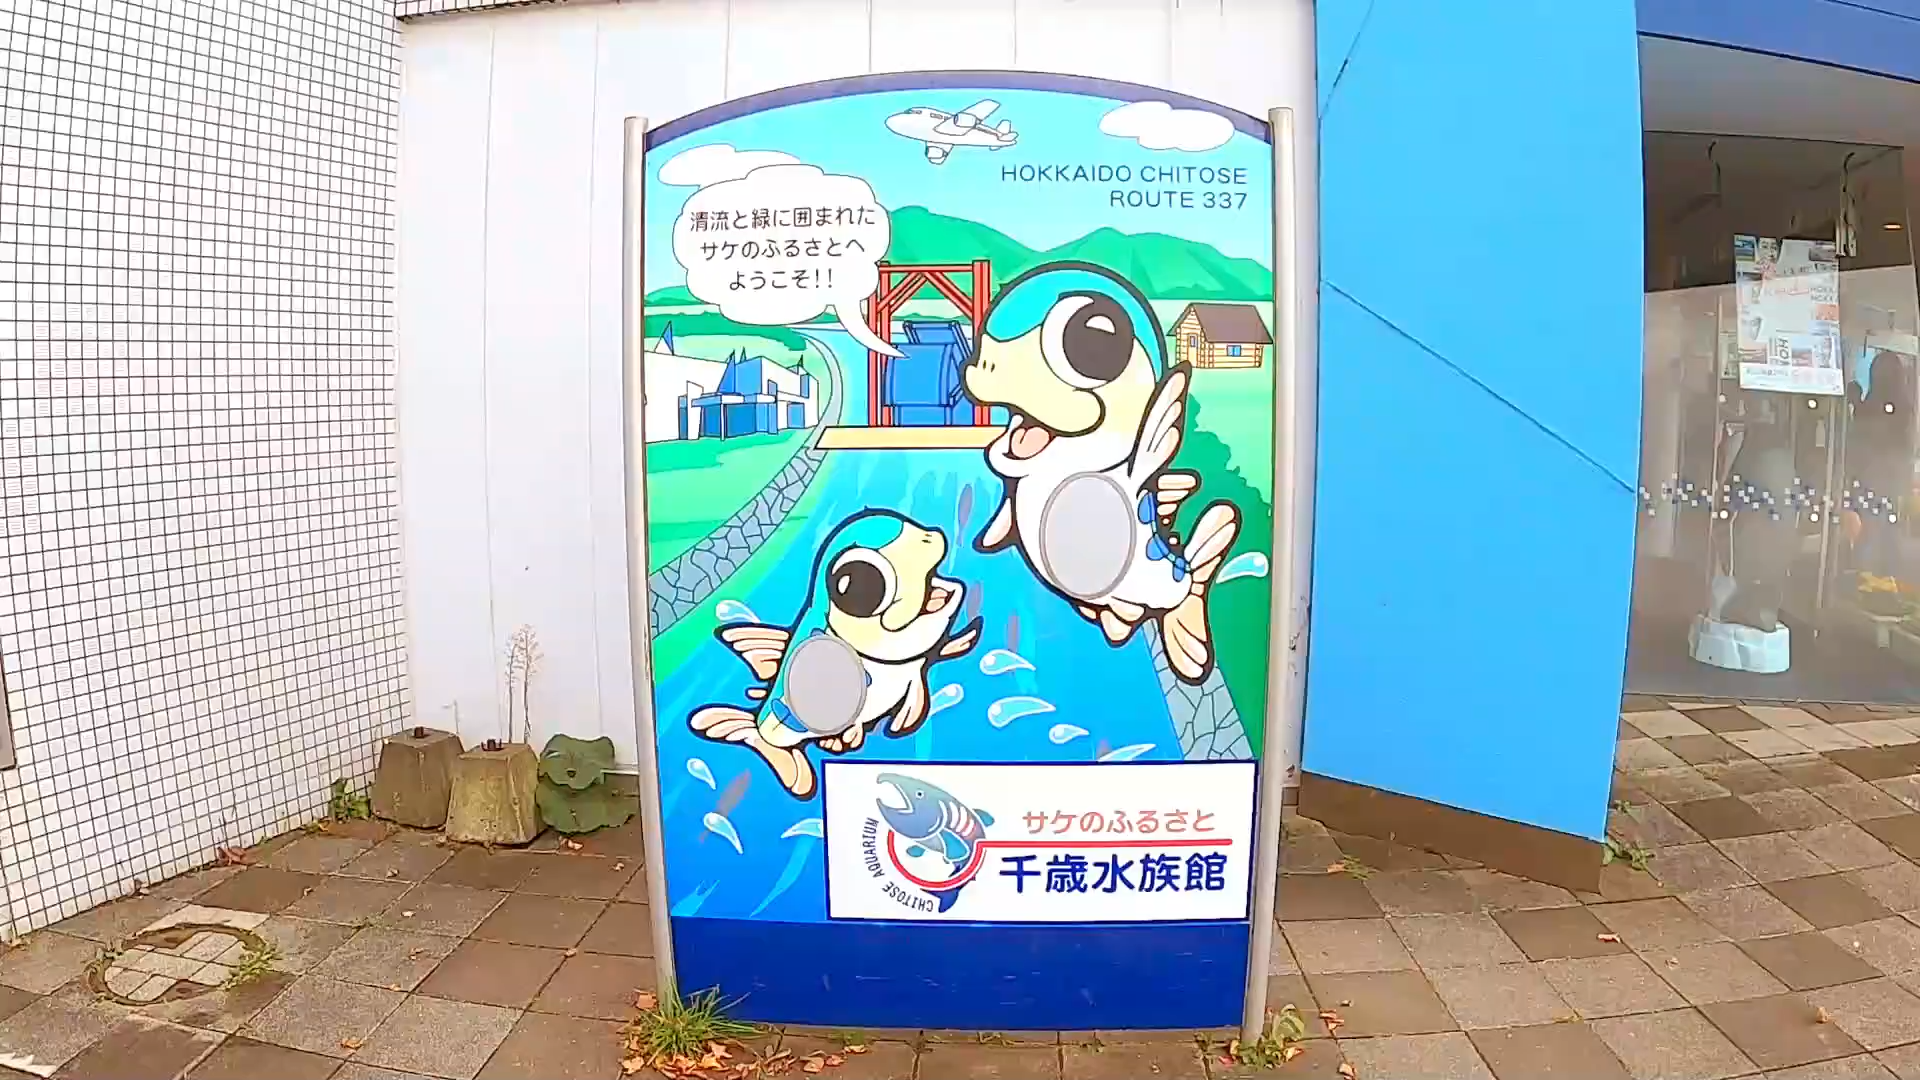 HOKKAIDO CHITOSE
ROUTE 337
清流と緑に囲まれた
サケのふるさとへ
ようこそ!!
サケのふるさと
千歳水族館
CHITOSE AQUARIUM